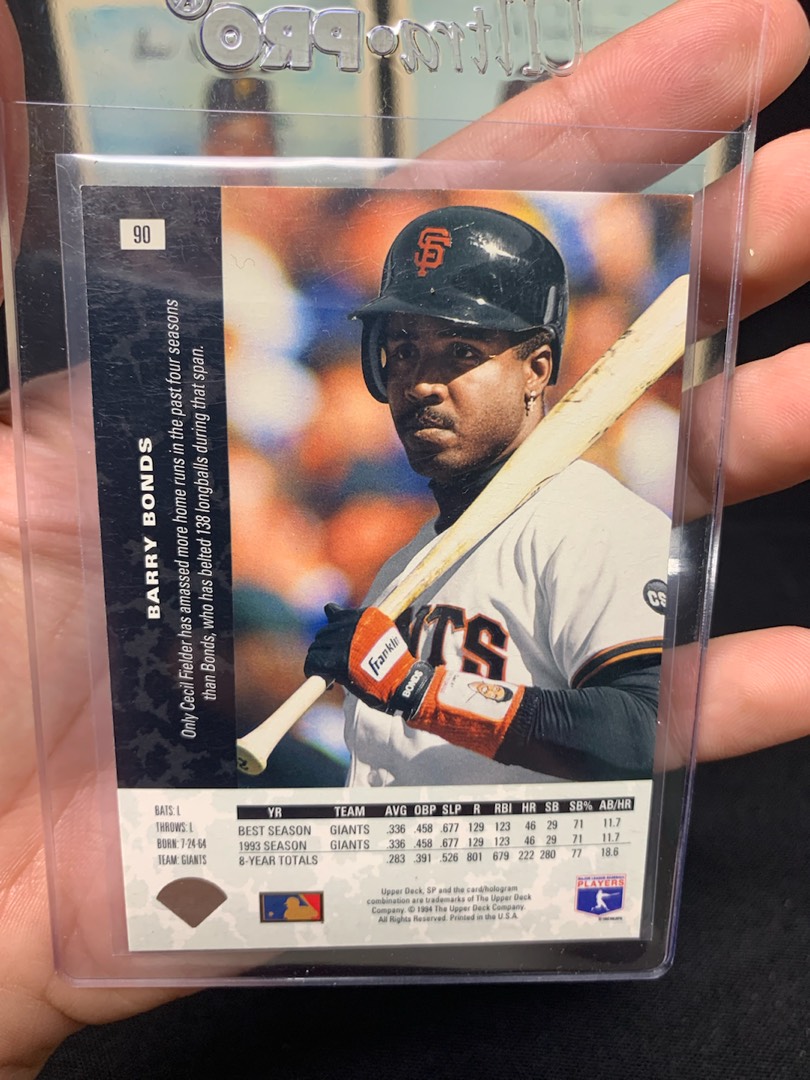 Ultra•PRO
90
BARRY BONDS
Only Cecil Fielder has amassed more home runs in the past four seasons
than Bonds, who has belted 138 longballs during that span.
SF
NTS
CS
Franklin
BONDS
BATS: L
THROWS: L
BORN: 7-24-64
TEAM: GIANTS
YR TEAM AVG OBP SLP R RBI HR SB SB% AB/HR
BEST SEASON GIANTS .336 .458 .677 129 123 46 29 71 11.7
1993 SEASON GIANTS .336 .458 .677 129 123 46 29 71 11.7
8-YEAR TOTALS .283 .391 .526 801 679 222 280 77 18.6
Upper Deck, SP and the card/hologram
combination are trademarks of The Upper Deck
Company. © 1994 The Upper Deck Company.
All Rights Reserved. Printed in the U.S.A.
MAJOR LEAGUE BASEBALL
PLAYERS